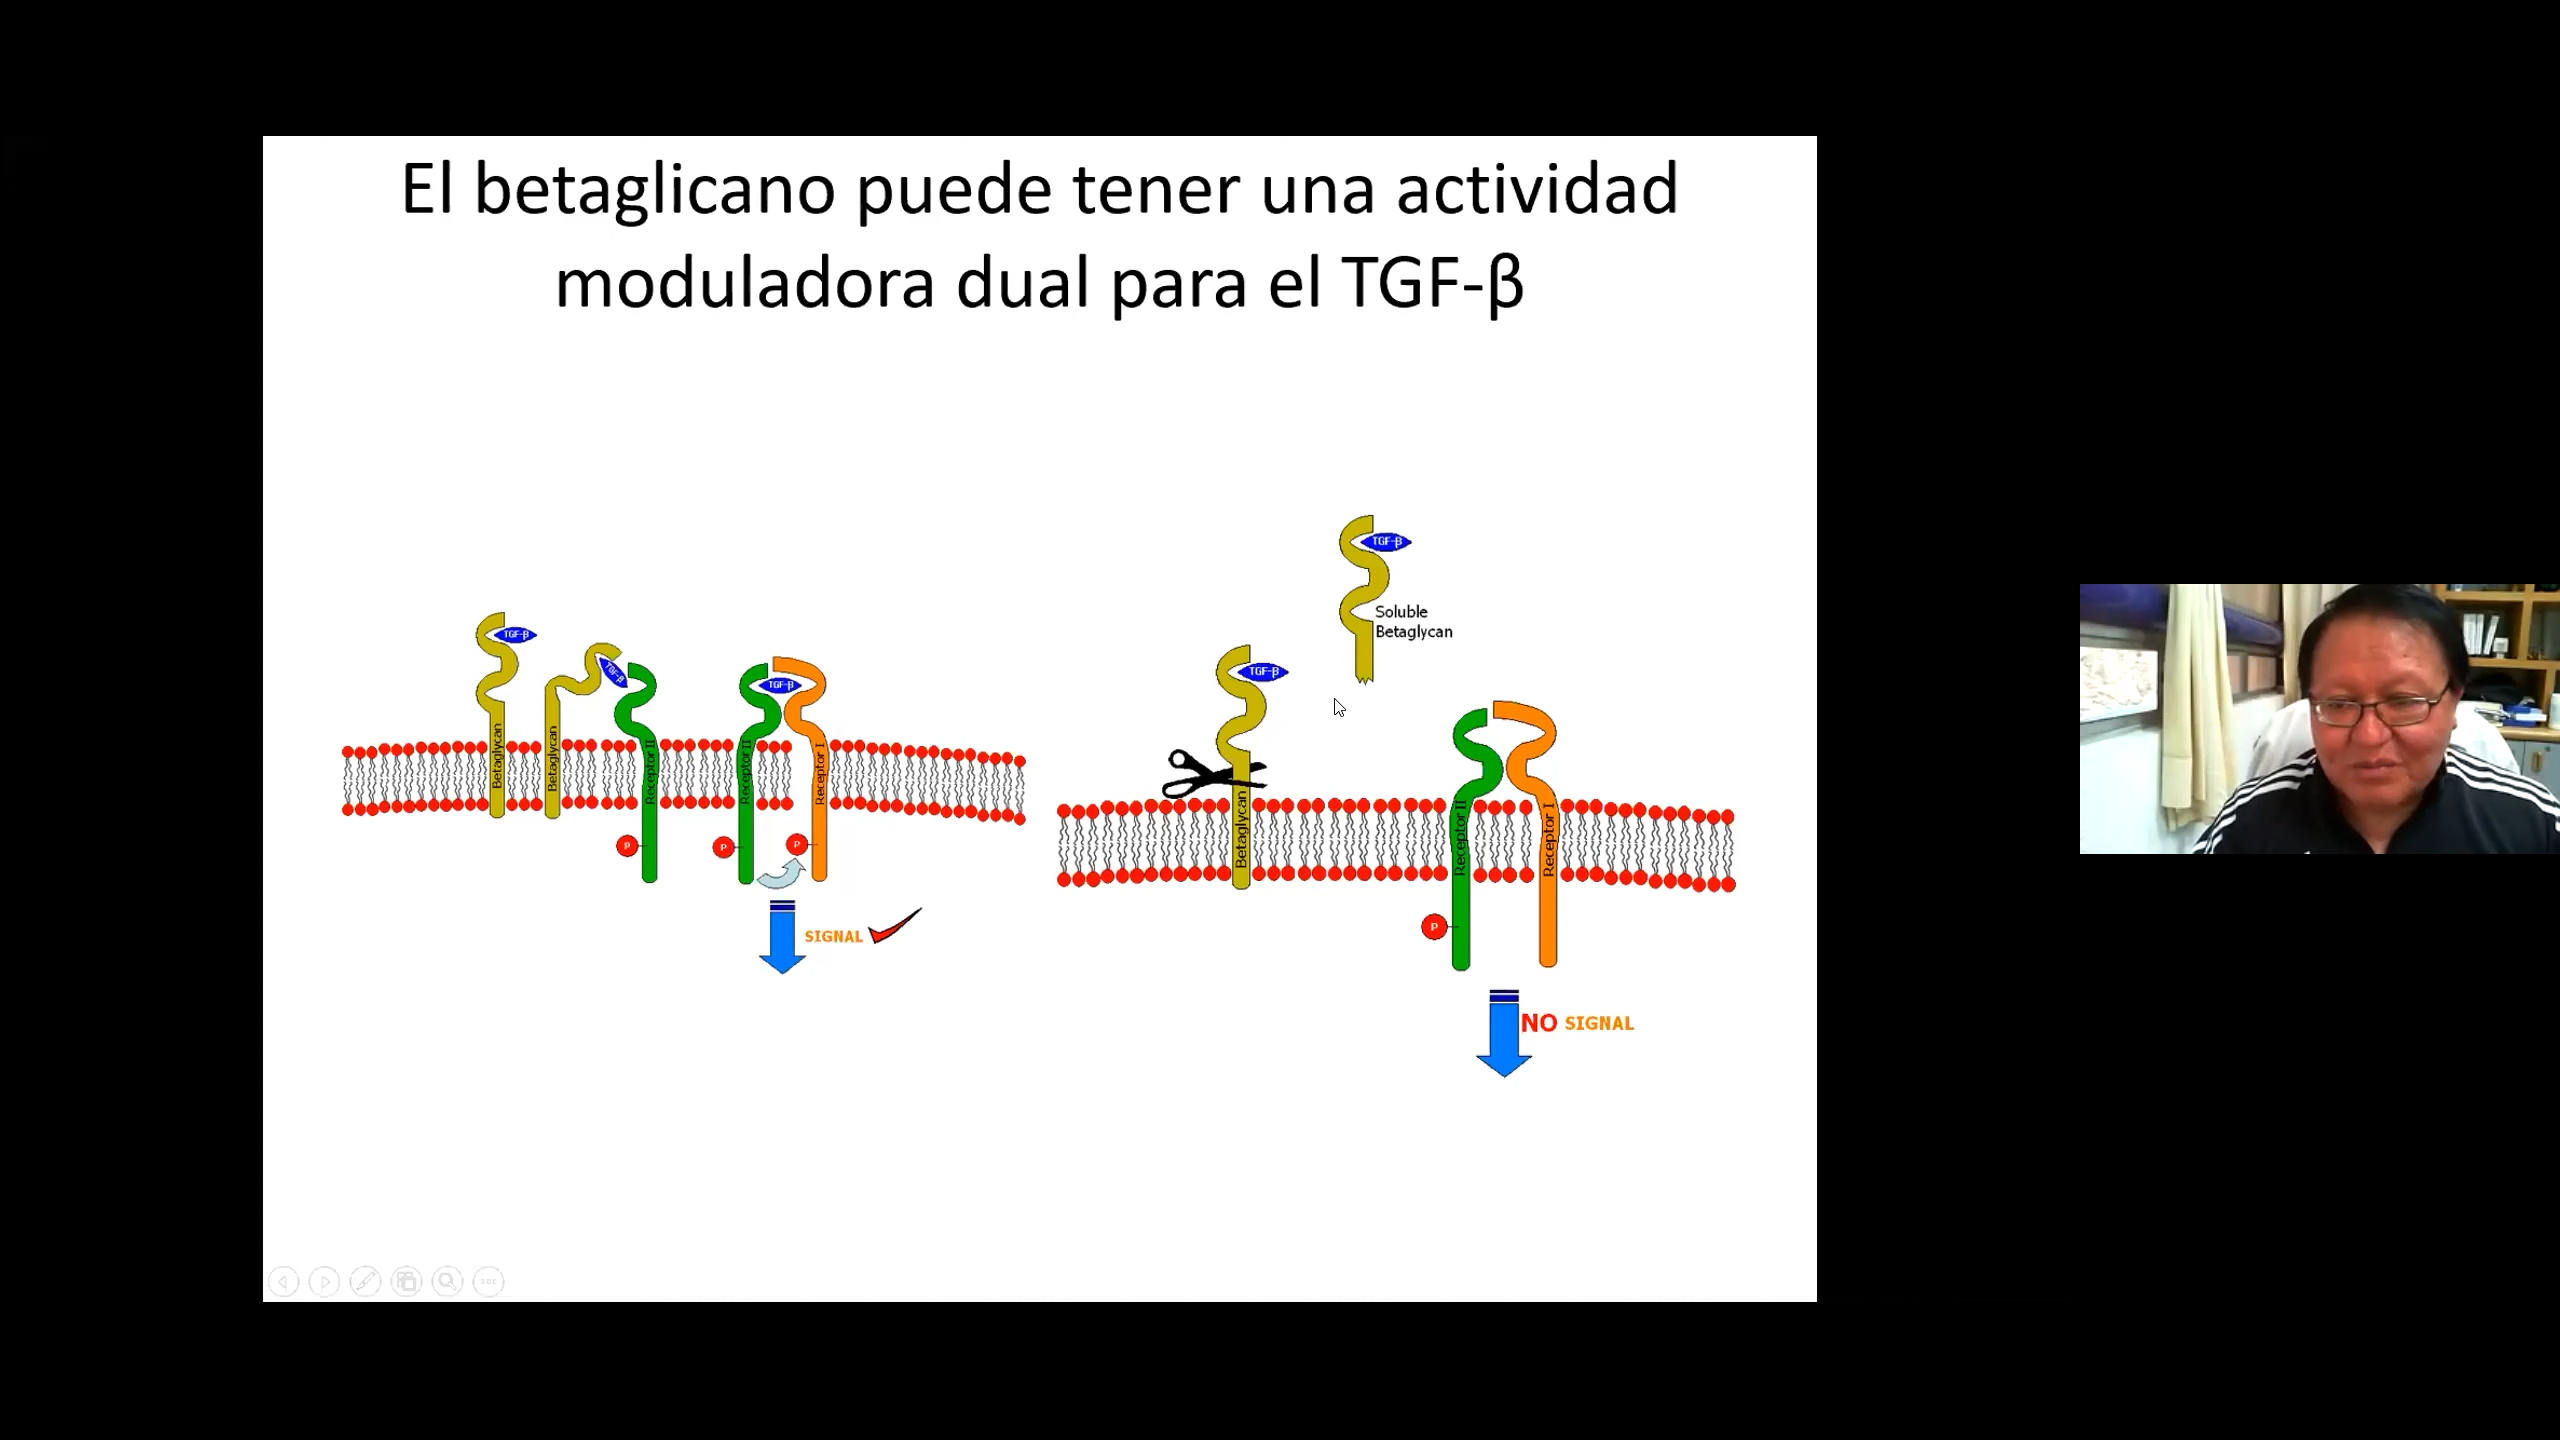 El betaglicano puede tener una actividad
moduladora dual para el TGF-β
TGF-β
TGF-β
TGF-β
Betaglycan
Betaglycan
Receptor II
Receptor II
Receptor I
P
P
P
SIGNAL
TGF-β
Soluble
Betaglycan
TGF-β
Betaglycan
Receptor II
Receptor I
P
NO SIGNAL